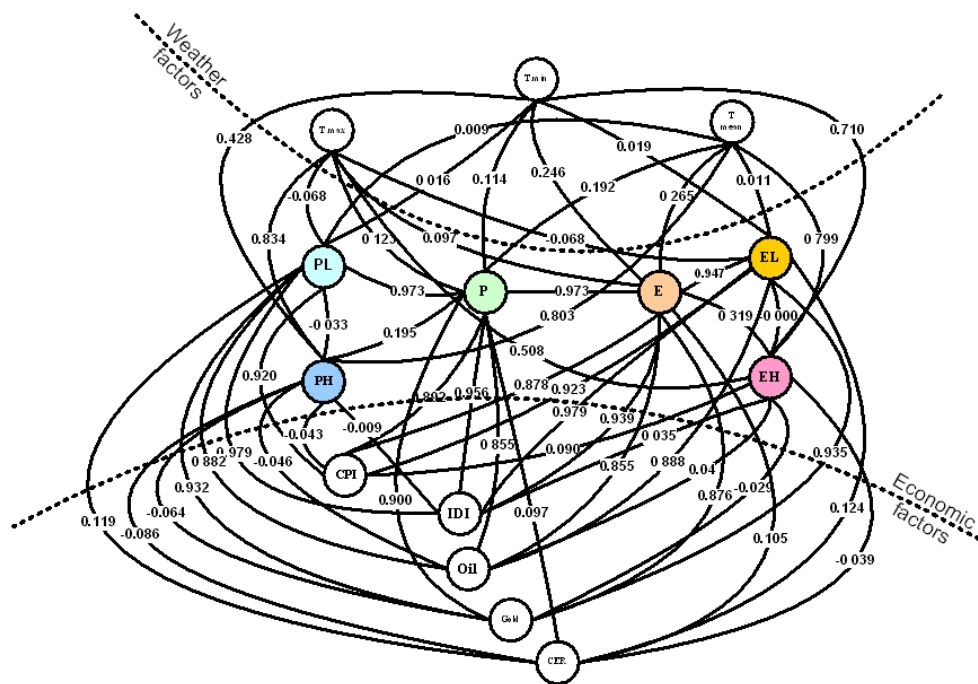 Weather
factors
T min
T max
T
mean
0.428
0.009
0.710
0.019
-0.068
0.016
0.114
0.246
0.192
0.265
0.011
0.834
0.123
0.097
-0.068
0.799
PL
P
E
EL
0.947
0.973
0.973
-0.033
0.195
0.803
0.319
-0.000
0.508
PH
EH
0.920
0.892
0.956
0.878
0.923
0.979
0.939
-0.043
-0.009
0.035
0.090
CPI
0.855
0.979
0.882
-0.046
0.855
0.888
0.04
0.935
0.932
0.900
-0.029
0.876
Economic
factors
IDI
0.097
0.124
-0.064
0.119
-0.086
0.105
-0.039
Oil
Gold
CER